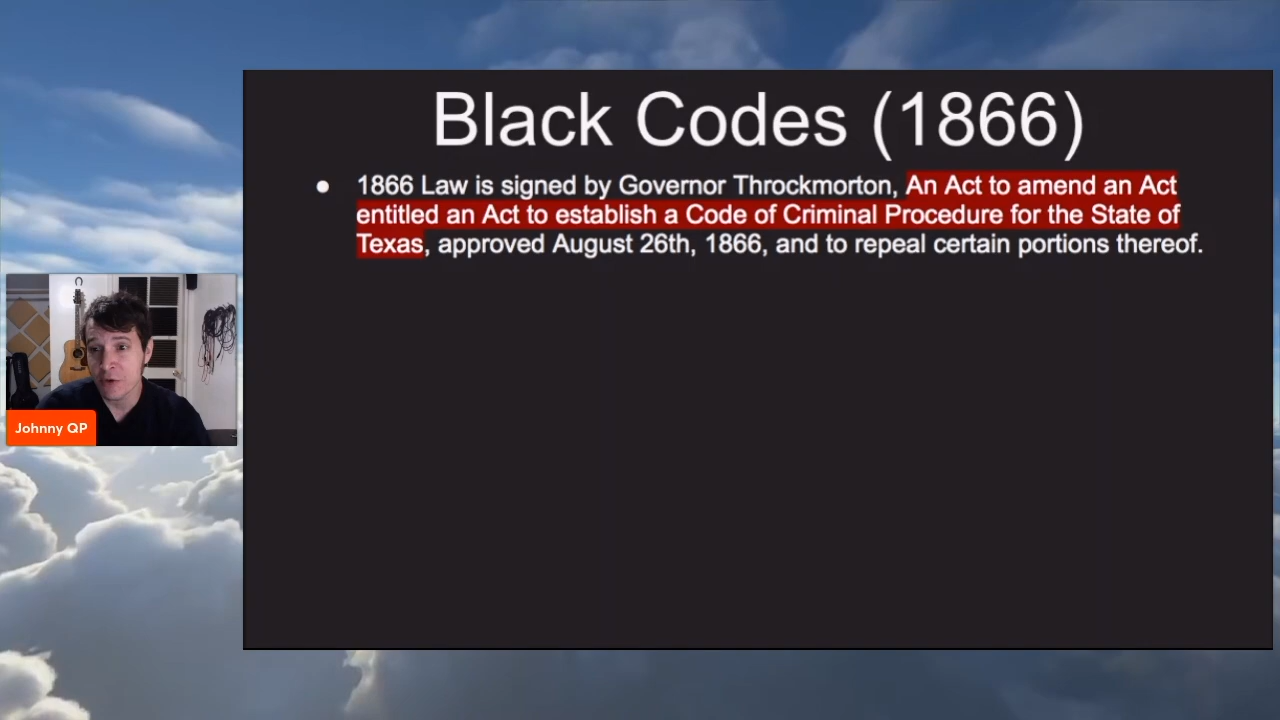 Black Codes (1866)
● 1866 Law is signed by Governor Throckmorton, An Act to amend an Act
entitled an Act to establish a Code of Criminal Procedure for the State of
Texas, approved August 26th, 1866, and to repeal certain portions thereof.
Johnny QP